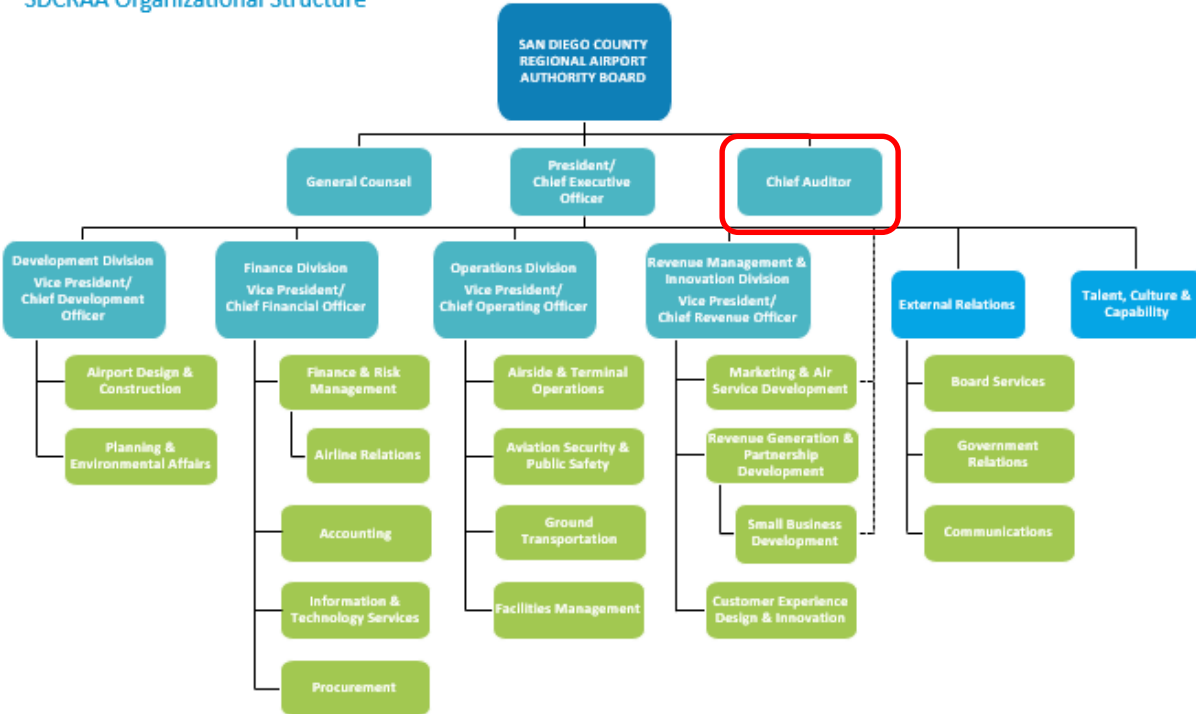 SDCRAA Organizational Structure
SAN DIEGO COUNTY
REGIONAL AIRPORT
AUTHORITY BOARD
General Counsel
President/
Chief Executive
Officer
Chief Auditor
Development Division
Vice President/
Chief Development
Officer
Finance Division
Vice President/
Chief Financial Officer
Operations Division
Vice President/
Chief Operating Officer
Revenue Management &
Innovation Division
Vice President/
Chief Revenue Officer
External Relations
Talent, Culture &
Capability
Airport Design &
Construction
Planning &
Environmental Affairs
Finance & Risk
Management
Airline Relations
Accounting
Information &
Technology Services
Procurement
Airside & Terminal
Operations
Aviation Security &
Public Safety
Ground
Transportation
Facilities Management
Marketing & Air
Service Development
Revenue Generation &
Partnership
Development
Small Business
Development
Customer Experience
Design & Innovation
Board Services
Government
Relations
Communications